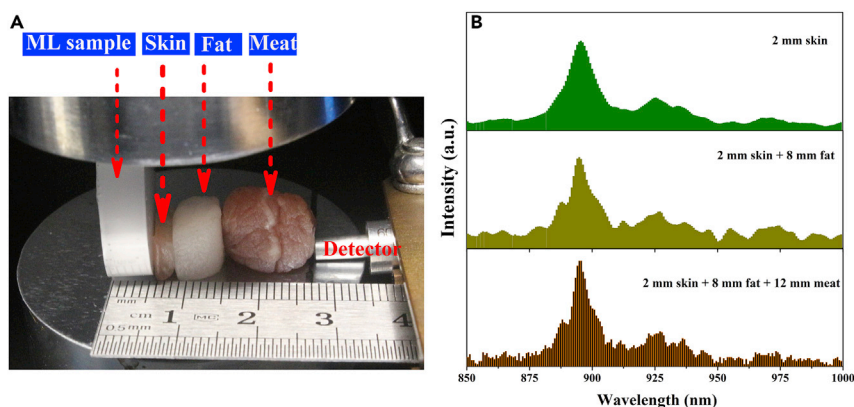 A
ML sample
Skin
Fat
Meat
Detector
mm
cm
0.5mm
1
MC
2
3
4
B
2 mm skin
2 mm skin + 8 mm fat
2 mm skin + 8 mm fat + 12 mm meat
Intensity (a.u.)
850
900
925
950
975
1000
Wavelength (nm)